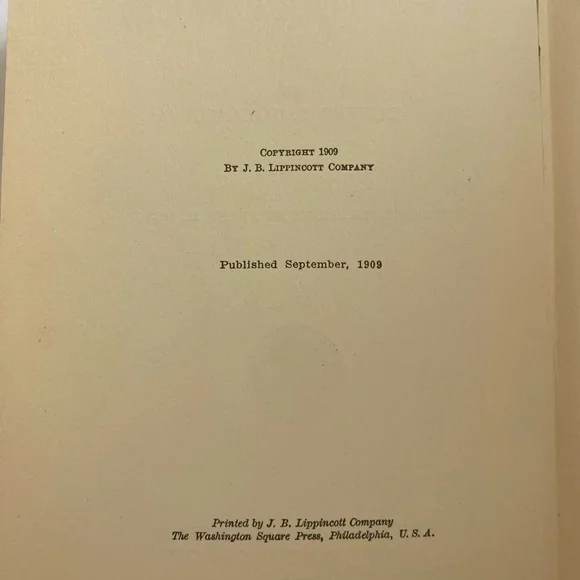 COPYRIGHT 1909
BY J. B. LIPPINCOTT COMPANY
Published September, 1909
Printed by J. B. Lippincott Company
The Washington Square Press, Philadelphia, U. S. A.